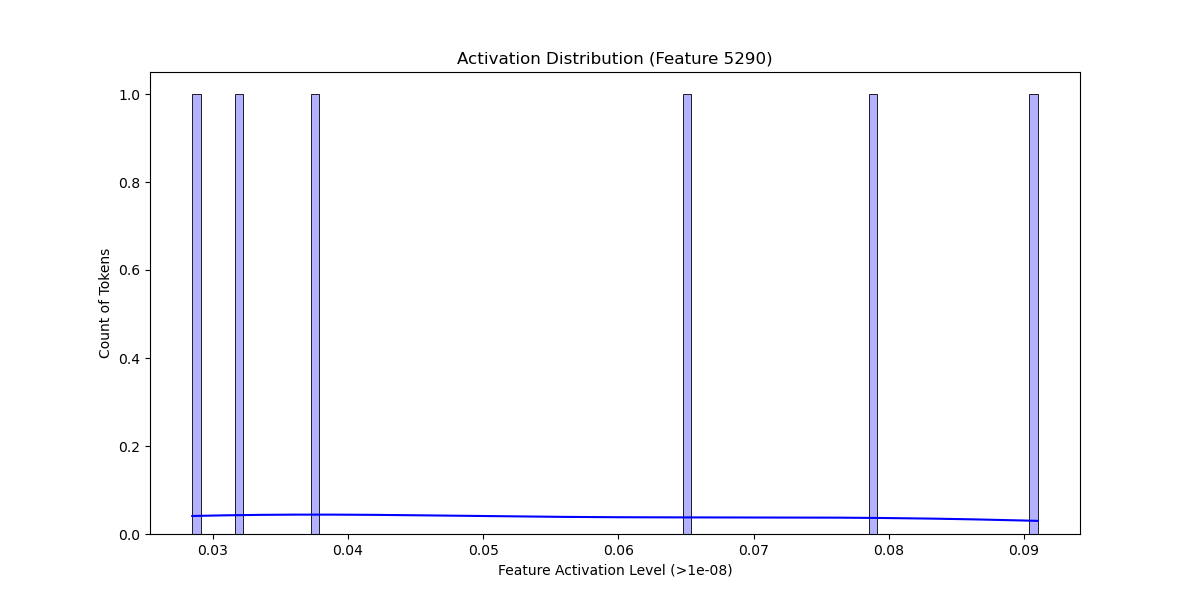 Activation Distribution (Feature 5290)
1.0
0.8
0.6
0.4
0.2
0.0
Count of Tokens
0.03 0.04 0.05 0.06 0.07 0.08 0.09
Feature Activation Level (>1e-08)